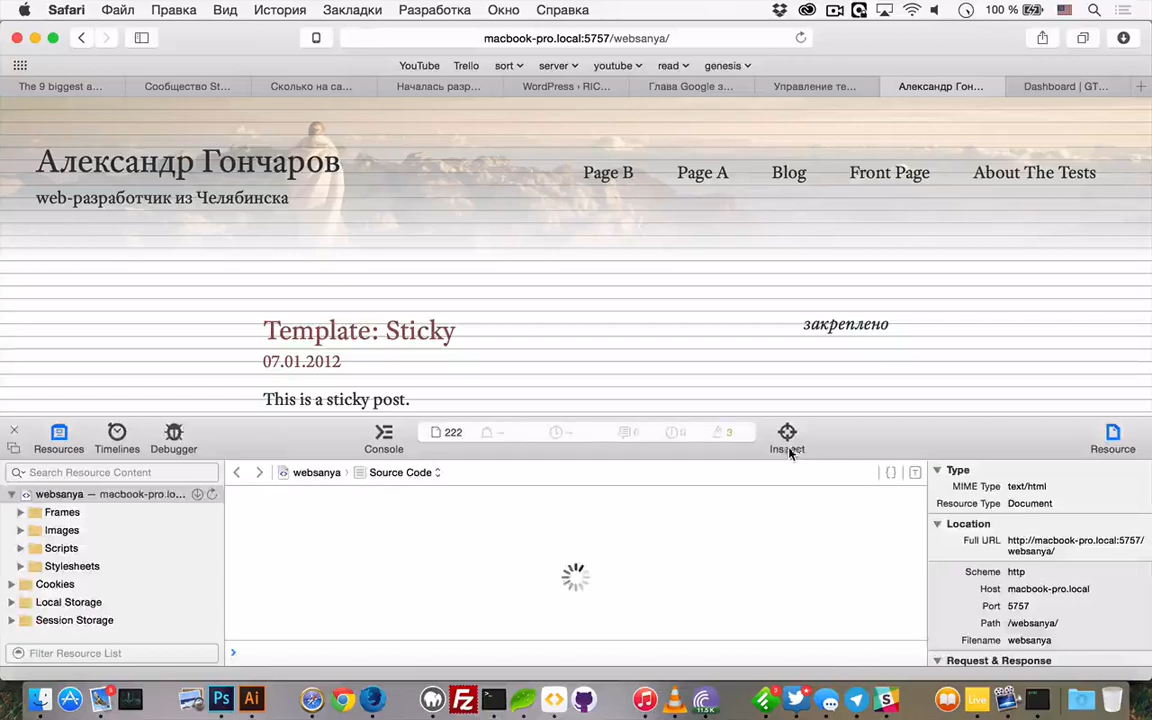 Safari Файл Правка Вид История Закладки Разработка Окно Справка 100 %
macbook-pro.local:5757/websanya/
YouTube Trello sort server youtube read genesis
The 9 biggest a... Сообщество St... Сколько на са... Началась разр... WordPress › RIC... Глава Google з... Управление те... Александр Гон... Dashboard | GT...
Александр Гончаров
web-разработчик из Челябинска
Page B Page A Blog Front Page About The Tests
Template: Sticky
закреплено
07.01.2012
This is a sticky post.
Resources Timelines Debugger Console 222 3 Inspect Resource
Search Resource Content
websanya Source Code
websanya — macbook-pro.lo...
Frames
Images
Scripts
Stylesheets
Cookies
Local Storage
Session Storage
Filter Resource List
Type
MIME Type text/html
Resource Type Document
Location
Full URL http://macbook-pro.local:5757/
websanya/
Scheme http
Host macbook-pro.local
Port 5757
Path /websanya/
Filename websanya
Request & Response
Ps Ai Fz Live